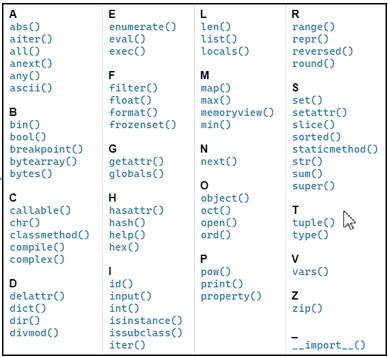 A
abs()
aiter()
all()
anext()
any()
ascii()
B
bin()
bool()
breakpoint()
bytearray()
bytes()
C
callable()
chr()
classmethod()
compile()
complex()
D
delattr()
dict()
dir()
divmod()
E
enumerate()
eval()
exec()
F
filter()
float()
format()
frozenset()
G
getattr()
globals()
H
hasattr()
hash()
help()
hex()
I
id()
input()
int()
isinstance()
issubclass()
iter()
L
len()
list()
locals()
M
map()
max()
memoryview()
min()
N
next()
O
object()
oct()
open()
ord()
P
pow()
print()
property()
R
range()
repr()
reversed()
round()
S
set()
setattr()
slice()
sorted()
staticmethod()
str()
sum()
super()
T
tuple()
type()
V
vars()
Z
zip()
_
__import__()